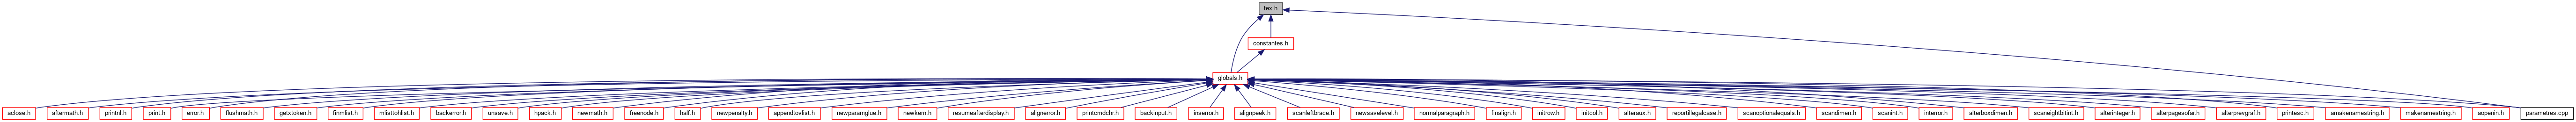 tex.h
constantes.h
globals.h
aclose.h
aftermath.h
printnl.h
print.h
error.h
flushmath.h
getxtoken.h
finmlist.h
mlisttohlist.h
backerror.h
unsave.h
hpack.h
newmath.h
freenode.h
half.h
newpenalty.h
appendtovlist.h
newparamglue.h
newkern.h
resumeafterdisplay.h
alignerror.h
printcmdchr.h
backinput.h
inserror.h
alignpeek.h
scanleftbrace.h
newsavelevel.h
normalparagraph.h
finalign.h
initrow.h
initcol.h
alteraux.h
reportillegalcase.h
scanoptionalequals.h
scandimen.h
scanint.h
interror.h
alterboxdimen.h
scaneightbitint.h
alterinteger.h
alterpagesofar.h
alterprevgraf.h
printesc.h
amakenamestring.h
makenamestring.h
aopenin.h
parametres.cpp